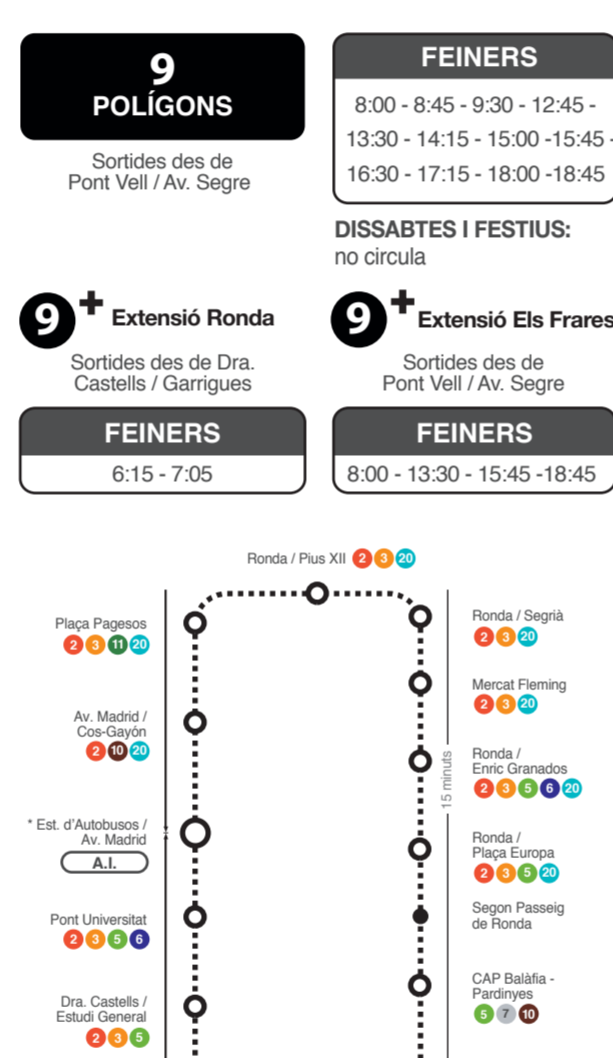 9
POLÍGONS
Sortides des de
Pont Vell / Av. Segre
FEINERS
8:00 - 8:45 - 9:30 - 12:45 -
13:30 - 14:15 - 15:00 -15:45 -
16:30 - 17:15 - 18:00 -18:45
DISSABTES I FESTIUS:
no circula
9+ Extensió Ronda
Sortides des de Dra.
Castells / Garrigues
FEINERS
6:15 - 7:05
9+ Extensió Els Frares
Sortides des de
Pont Vell / Av. Segre
FEINERS
8:00 - 13:30 - 15:45 -18:45
Ronda / Pius XII 2 3 20
Plaça Pagesos
2 3 11 20
Av. Madrid /
Cos-Gayón
2 10 20
* Est. d'Autobusos /
Av. Madrid
A.I.
Pont Universitat
2 3 5 6
Dra. Castells /
Estudi General
2 3 5
15 minuts
Ronda / Segrià
2 3 20
Mercat Fleming
2 3 20
Ronda /
Enric Granados
2 3 5 6 20
Ronda /
Plaça Europa
2 3 5 20
Segon Passeig
de Ronda
CAP Balàfia -
Pardinyes
5 7 10